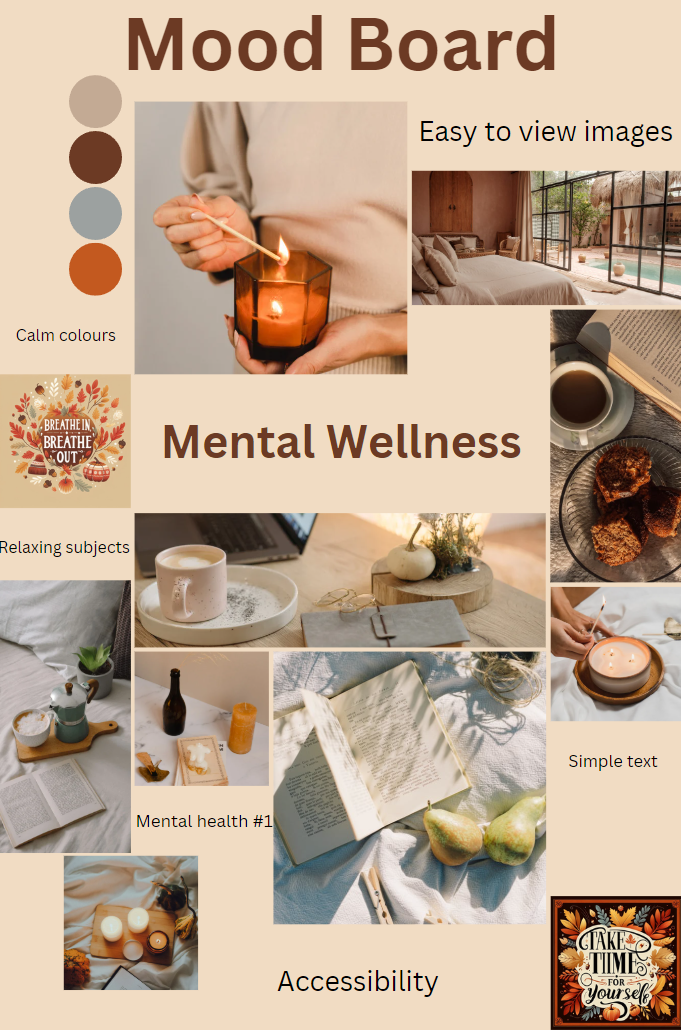 Mood Board
Easy to view images
Calm colours
BREATHE IN,
BREATHE
OUT
Mental Wellness
Relaxing subjects
Simple text
Mental health #1
TAKE
TIME
FOR
yourself
Accessibility